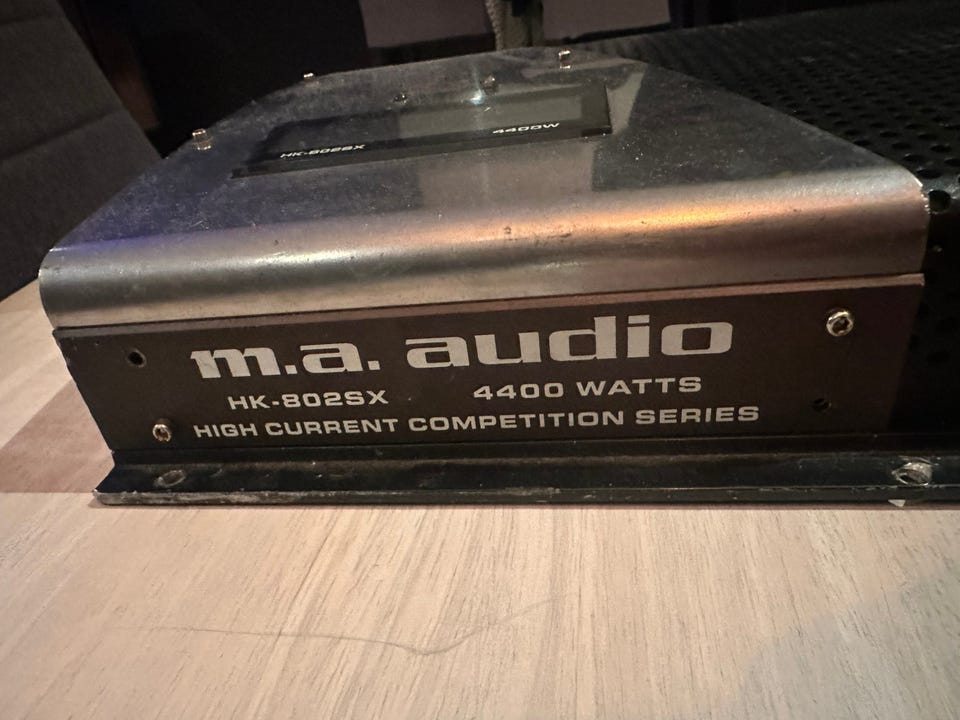 HK-802SX 4400W
m.a. audio
HK-802SX 4400 WATTS
HIGH CURRENT COMPETITION SERIES